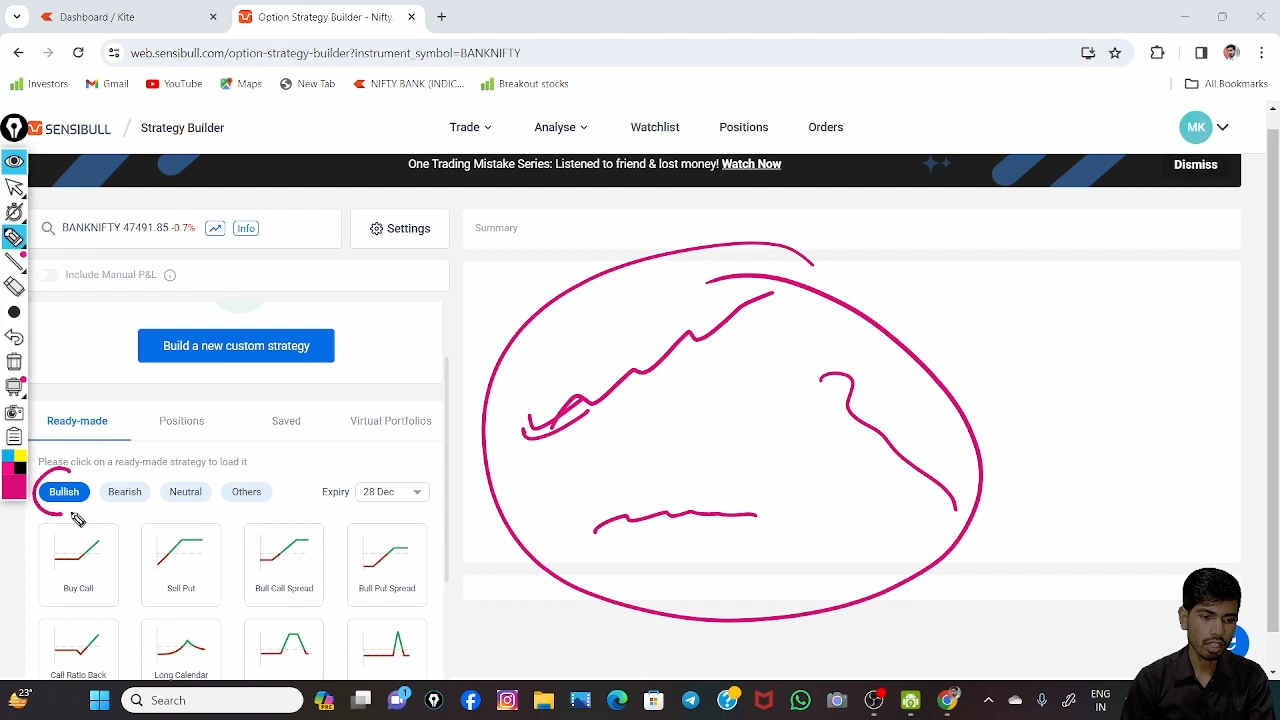 Dashboard / Kite
Option Strategy Builder - Nifty,
web.sensibull.com/option-strategy-builder?instrument_symbol=BANKNIFTY
Investors
Gmail
YouTube
Maps
New Tab
NIFTY BANK (INDIC...
Breakout stocks
All Bookmarks
SENSIBULL / Strategy Builder
Trade
Analyse
Watchlist
Positions
Orders
MK
One Trading Mistake Series: Listened to friend & lost money! Watch Now
Dismiss
BANKNIFTY 47491.85 -0.7%
Info
Settings
Summary
Include Manual P&L
Build a new custom strategy
Ready-made
Positions
Saved
Virtual Portfolios
Please click on a ready-made strategy to load it
Bullish
Bearish
Neutral
Others
Expiry
28 Dec
Buy Call
Sell Put
Bull Call Spread
Bull Put Spread
Call Ratio Back
Long Calendar
23°
Search
1
ENG
IN